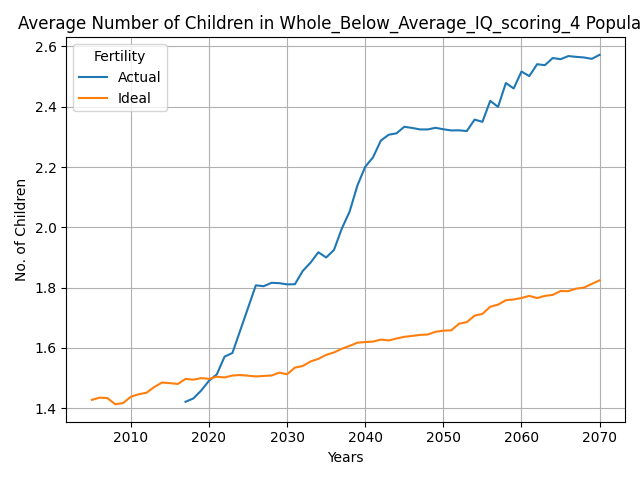 Average Number of Children in Whole_Below_Average_IQ_scoring_4 Popula
2.6
2.4
2.2
2.0
1.8
1.6
1.4
No. of Children
Fertility
Actual
Ideal
2010 2020 2030 2040 2050 2060 2070
Years